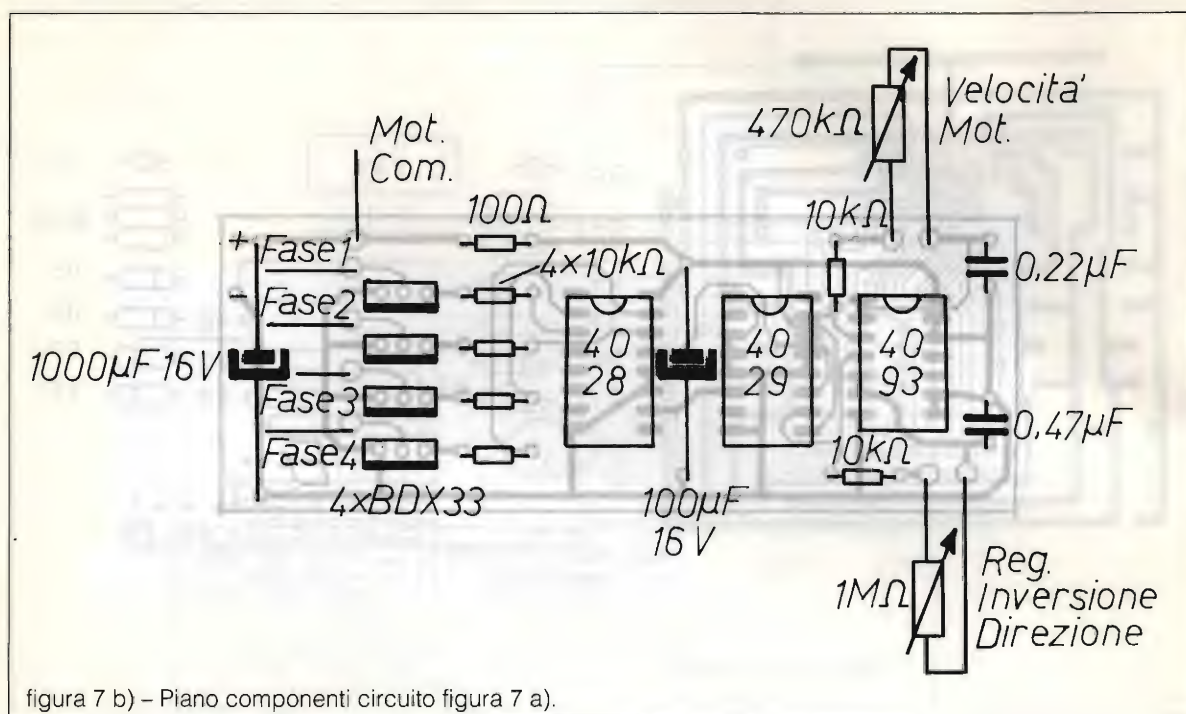 Velocita'
Mot.
470kΩ
Mot.
Com.
100Ω
10kΩ
+
Fase1
4x10kΩ
0,22µF
-
Fase2
1000µF 16V
40
28
40
29
40
93
Fase3
0,47µF
Fase4
10kΩ
4xBDX33
100µF
16V
1MΩ
Reg.
Inversione
Direzione
figura 7 b) – Piano componenti circuito figura 7 a).